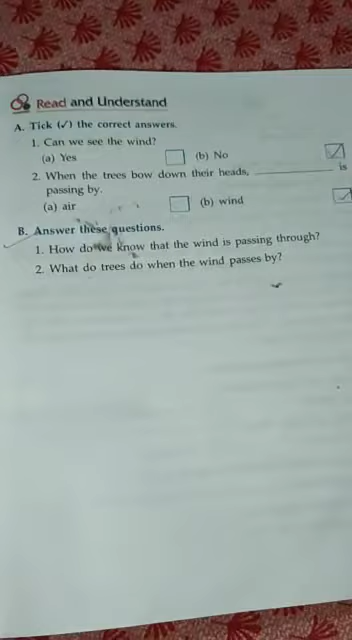 Read and Understand
A. Tick (✓) the correct answers.
1. Can we see the wind?
(a) Yes (b) No ✓
2. When the trees bow down their heads, __________ is
passing by.
(a) air (b) wind ✓
B. Answer these questions.
1. How do we know that the wind is passing through?
2. What do trees do when the wind passes by?